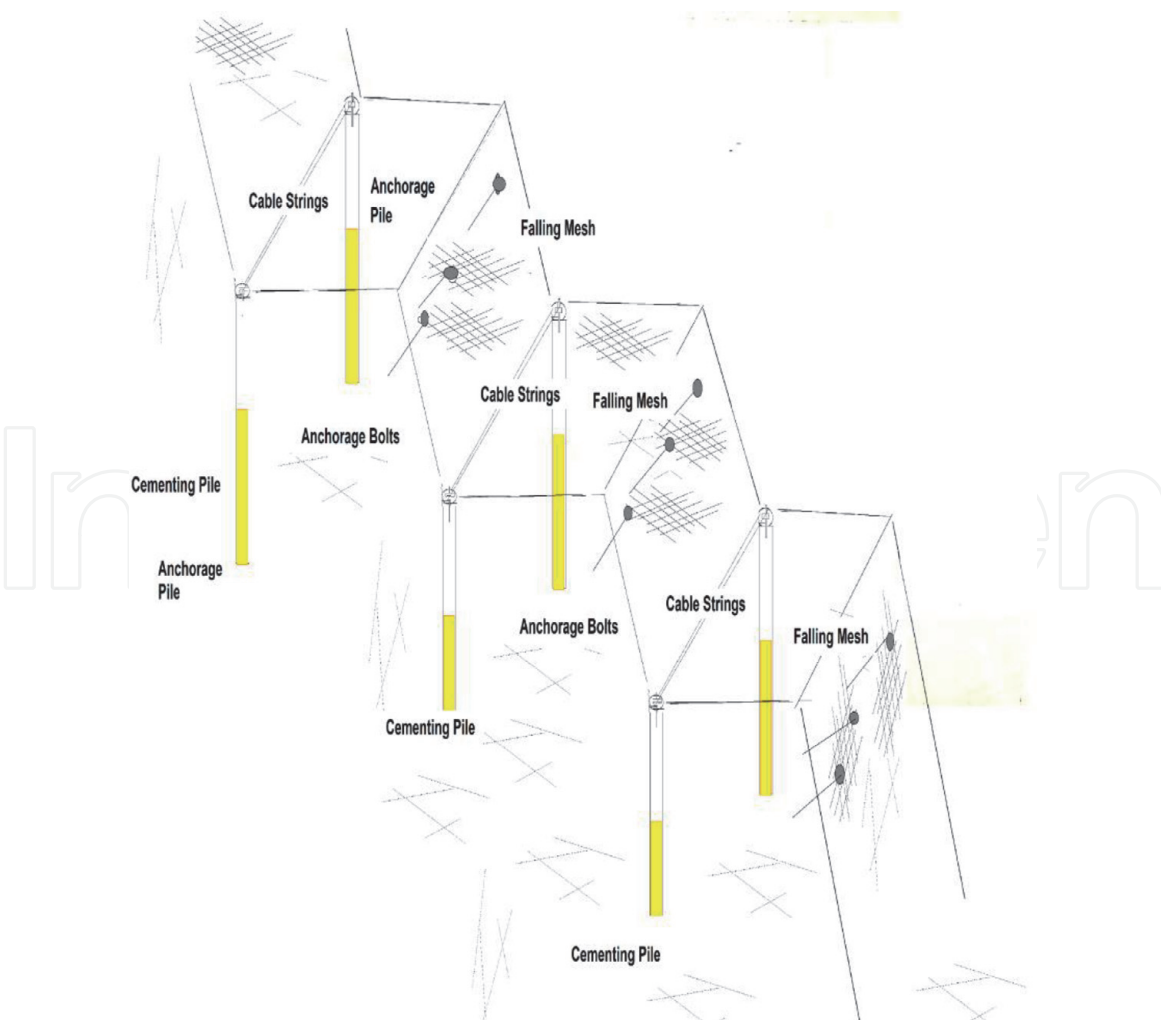 Cable Strings
Anchorage
Pile
Falling Mesh
Cable Strings
Falling Mesh
Anchorage Bolts
Cementing Pile
Anchorage
Pile
Cable Strings
Anchorage Bolts
Falling Mesh
Cementing Pile
Cementing Pile